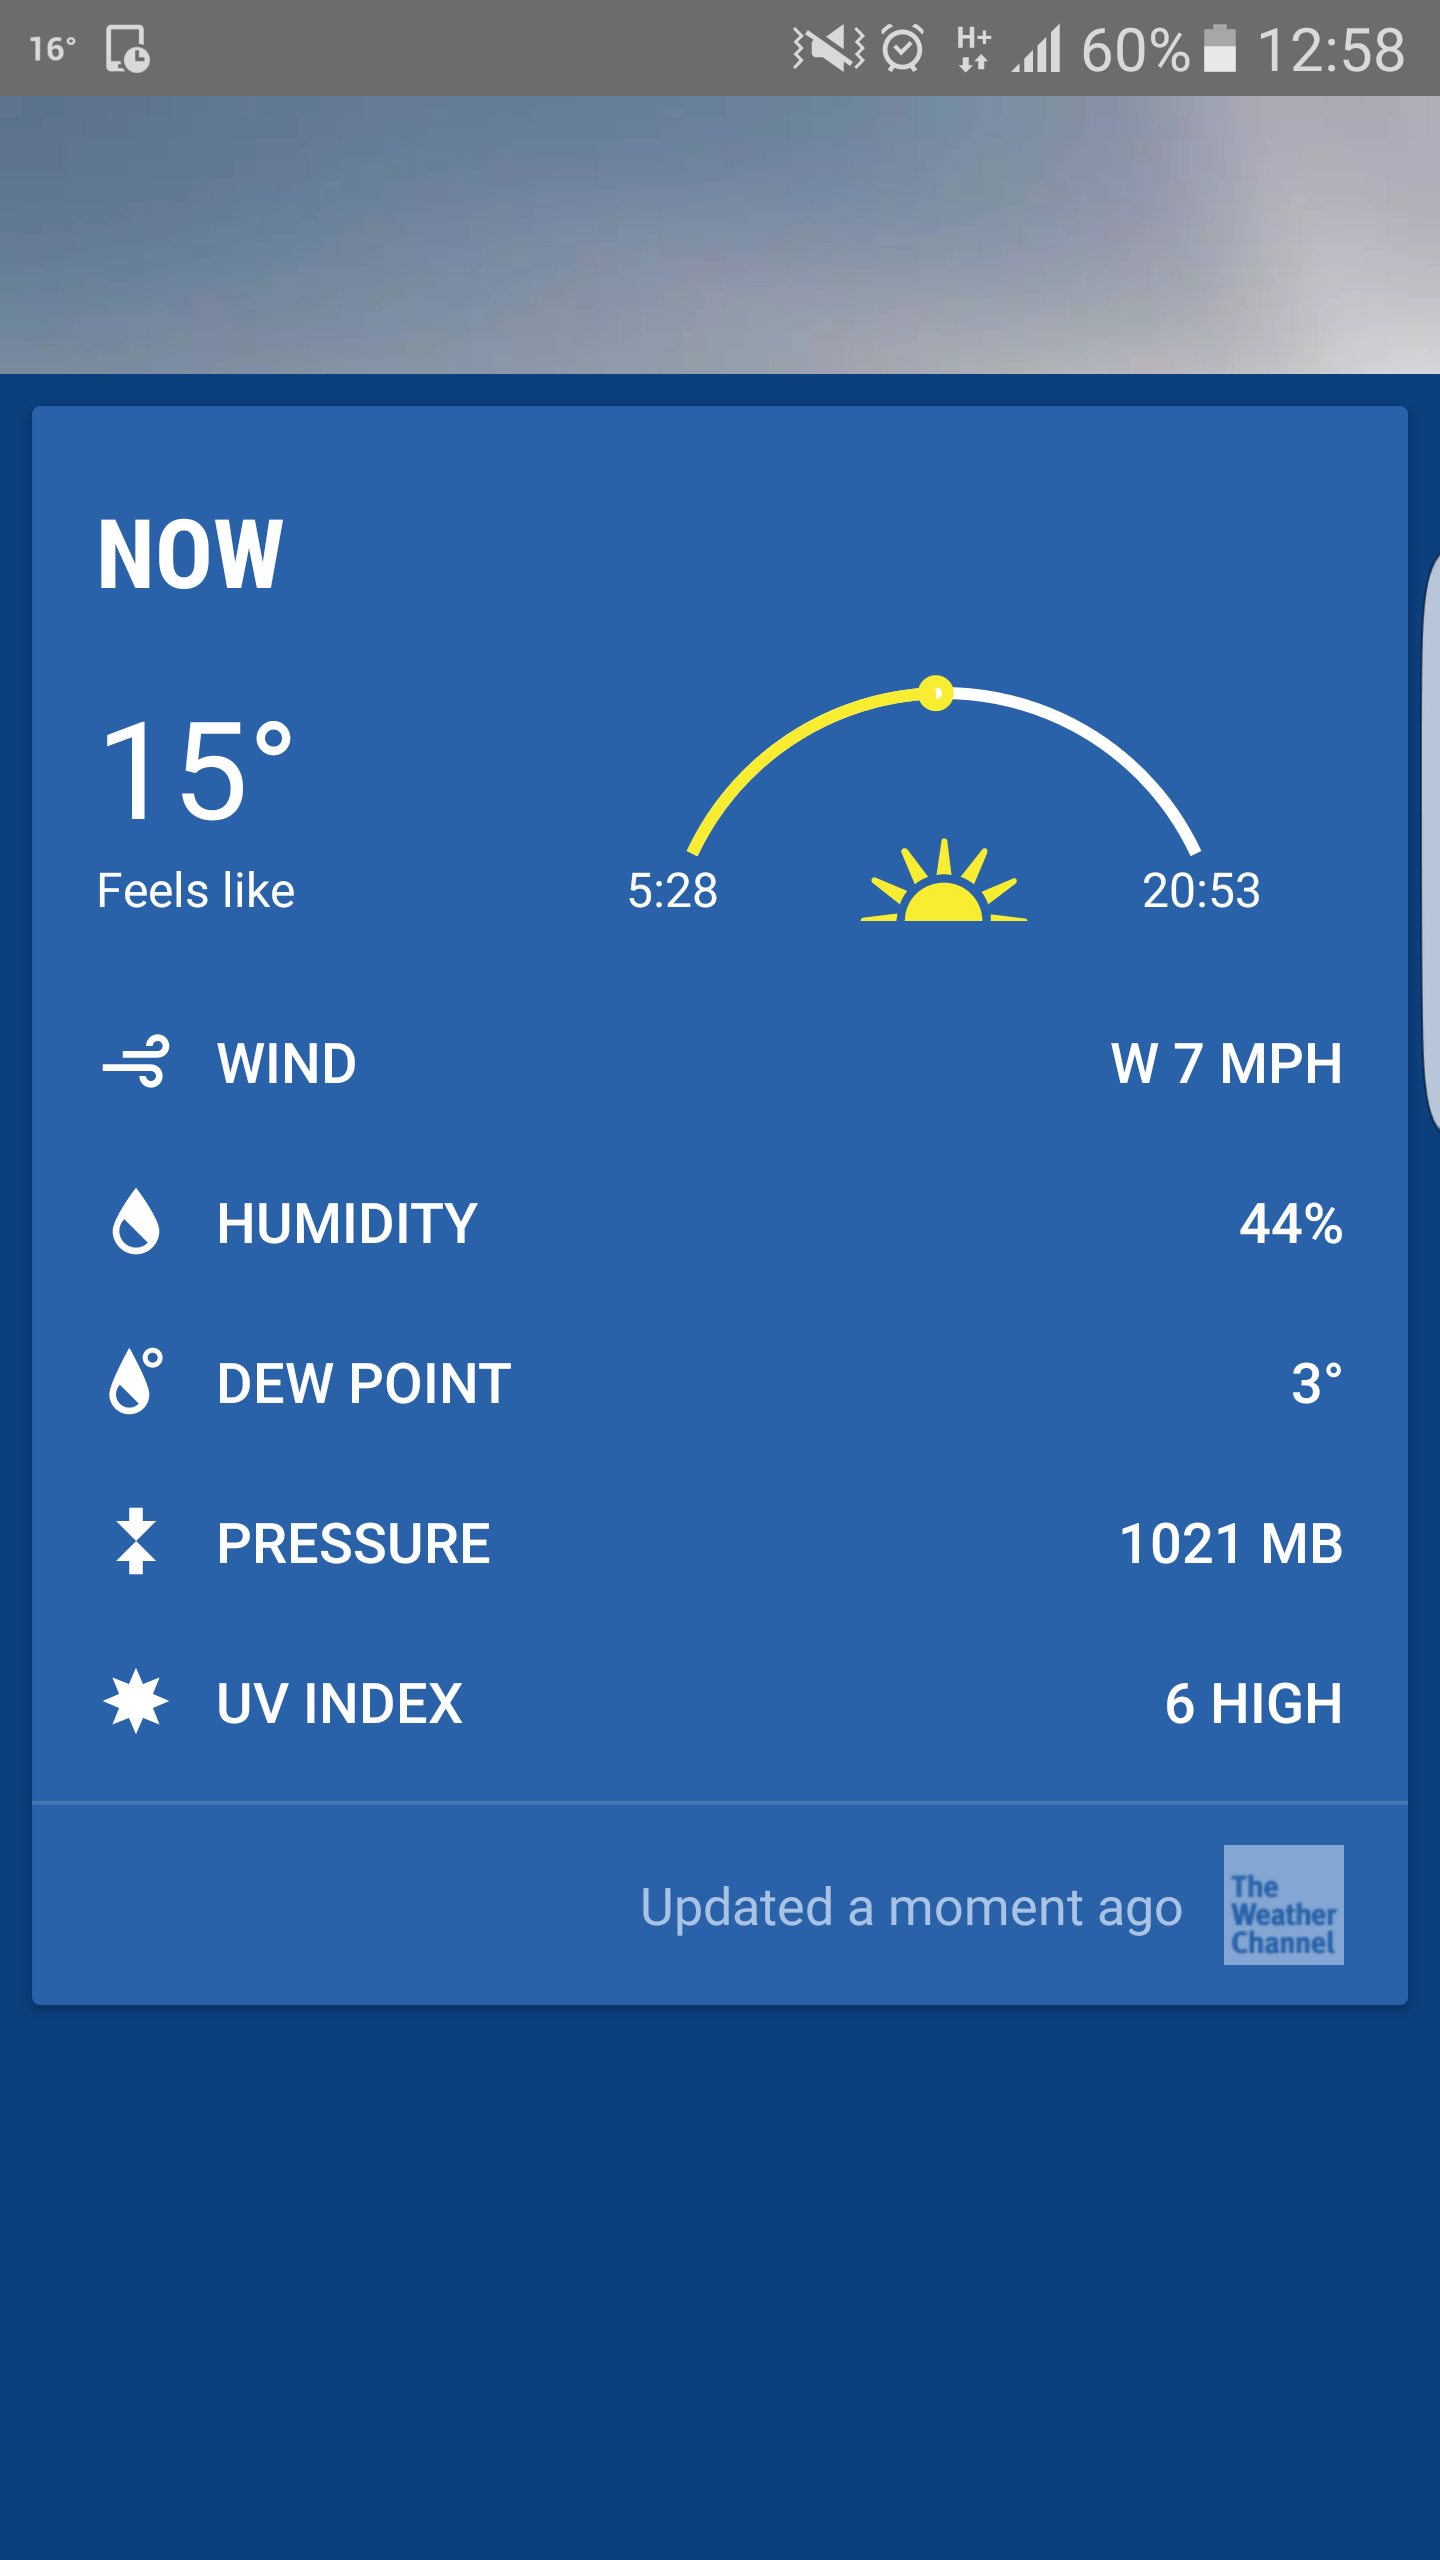 16° H+ 60% 12:58
NOW
15°
Feels like
5:28 20:53
WIND W 7 MPH
HUMIDITY 44%
DEW POINT 3°
PRESSURE 1021 MB
UV INDEX 6 HIGH
Updated a moment ago
The
Weather
Channel